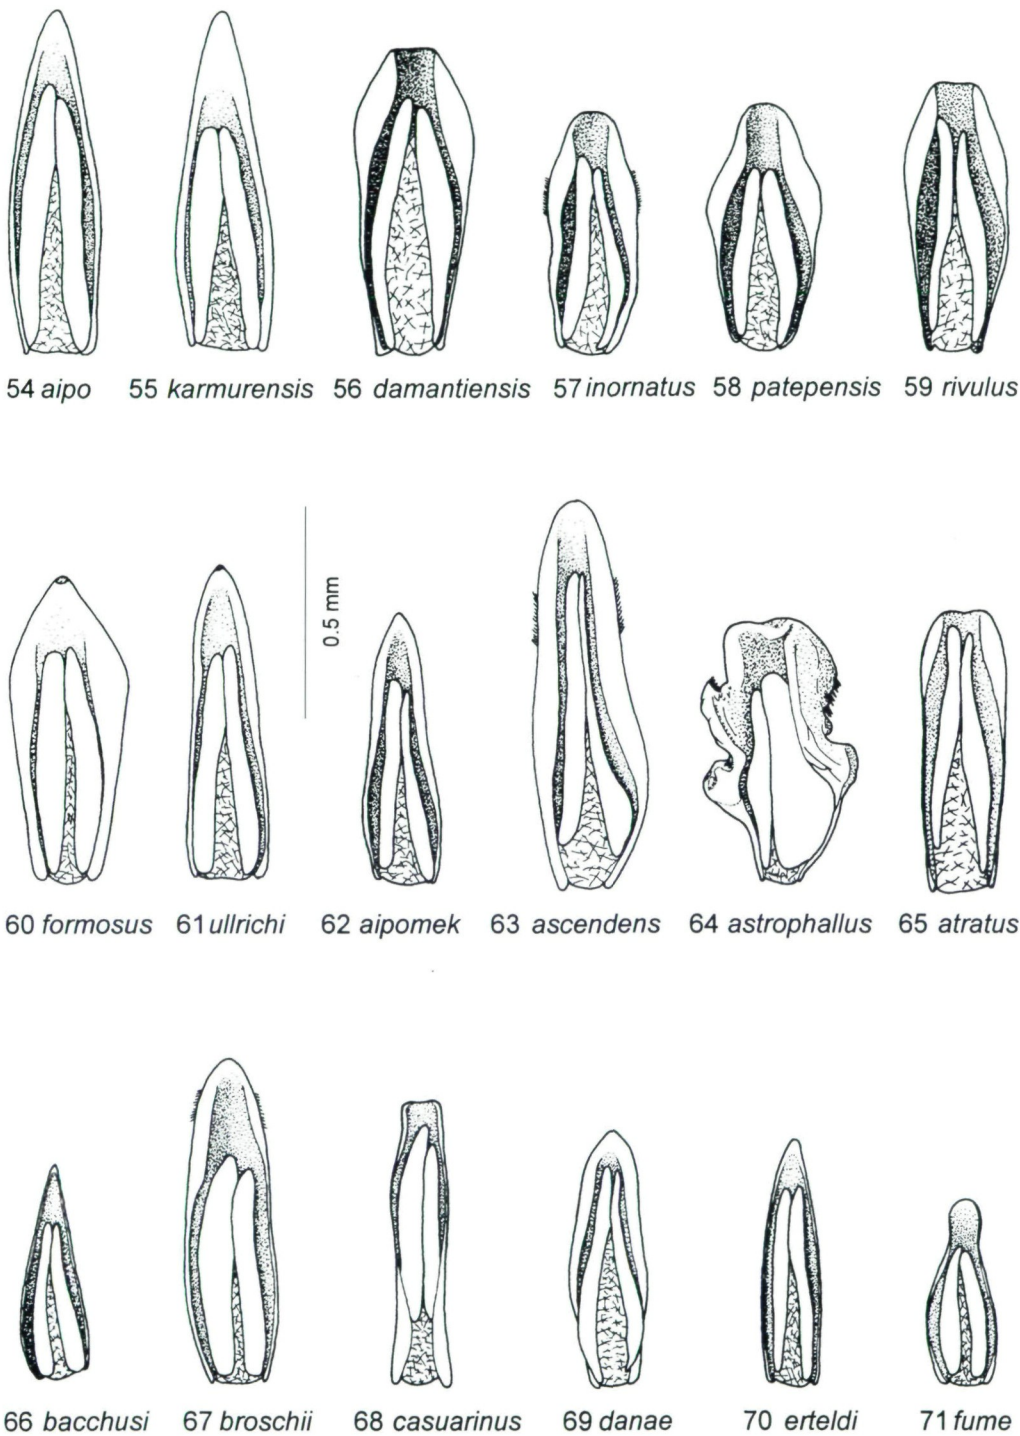 54 aipo 55 karmurensis 56 damantiensis 57 inornatus 58 patepensis 59 rivulus
0.5 mm
60 formosus 61 ullrichi 62 aipomek 63 ascendens 64 astrophallus 65 atratus
66 bacchusi 67 broschii 68 casuarinus 69 danae 70 erteldi 71 fume